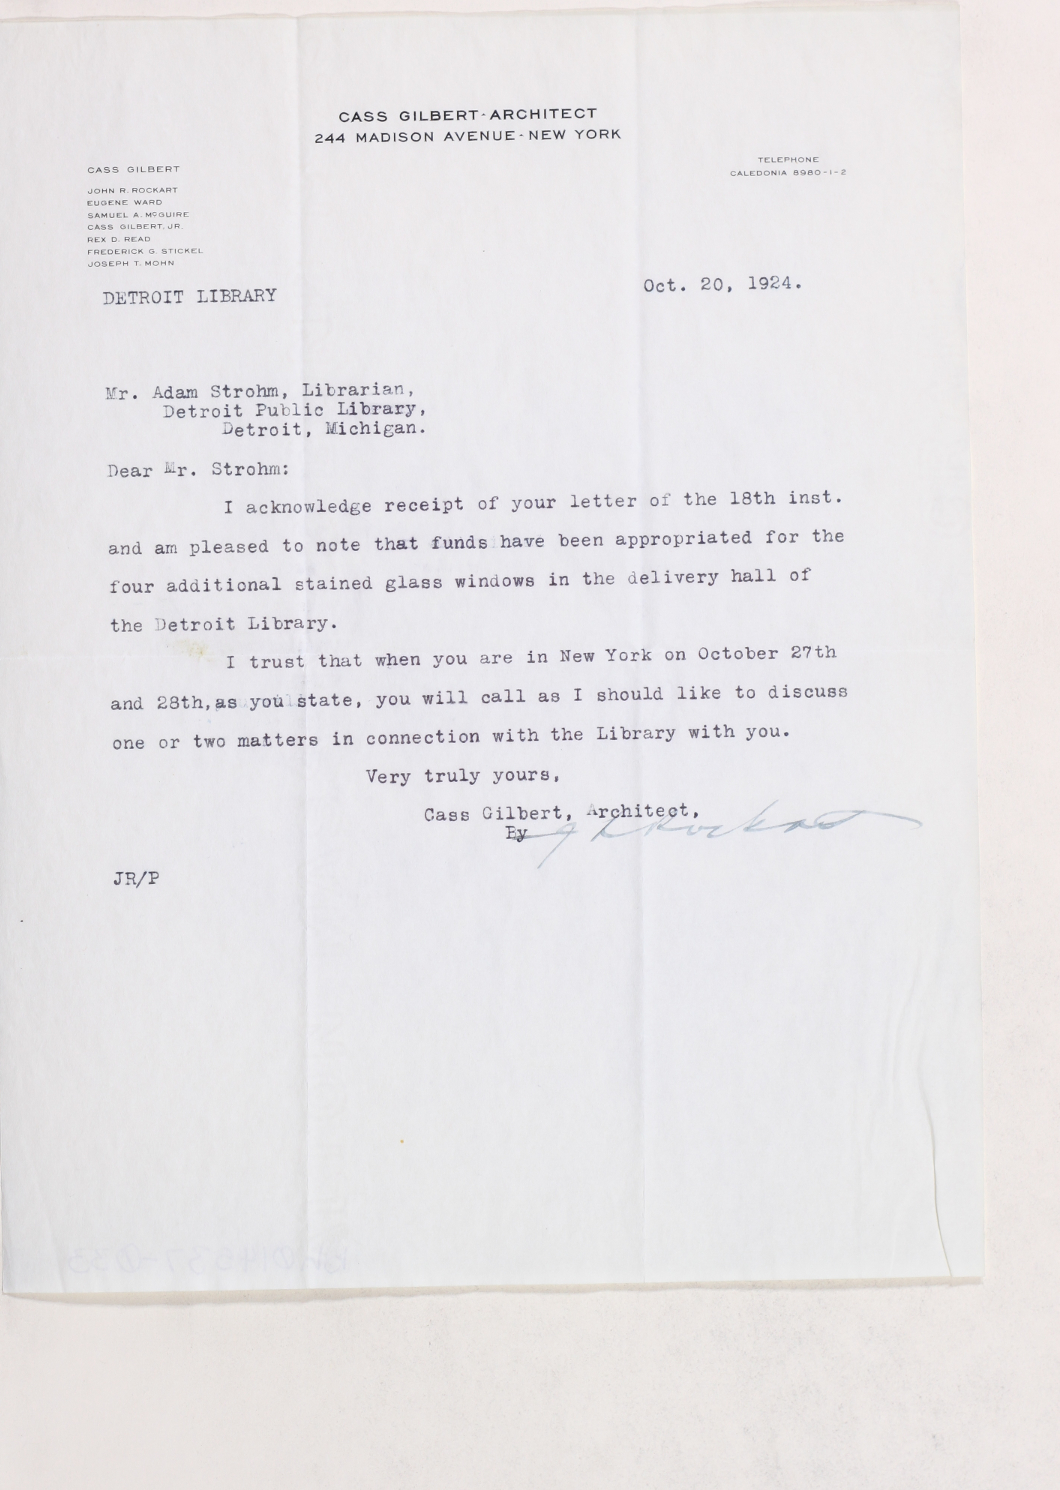 CASS GILBERT-ARCHITECT
244 MADISON AVENUE-NEW YORK
TELEPHONE
CALEDONIA 8980-1-2
CASS GILBERT
JOHN R. ROCKART
EUGENE WARD
SAMUEL A. McGUIRE
CASS GILBERT, JR.
REX D. READ
FREDERICK G. STICKEL
JOSEPH T. MOHN
DETROIT LIBRARY
Oct. 20, 1924.
Mr. Adam Strohm, Librarian,
Detroit Public Library,
Detroit, Michigan.
Dear Mr. Strohm:
I acknowledge receipt of your letter of the 18th inst.
and am pleased to note that funds have been appropriated for the
four additional stained glass windows in the delivery hall of
the Detroit Library.
I trust that when you are in New York on October 27th
and 28th, as you state, you will call as I should like to discuss
one or two matters in connection with the Library with you.
Very truly yours,
Cass Gilbert, Architect,
By J R Rockart
JR/P